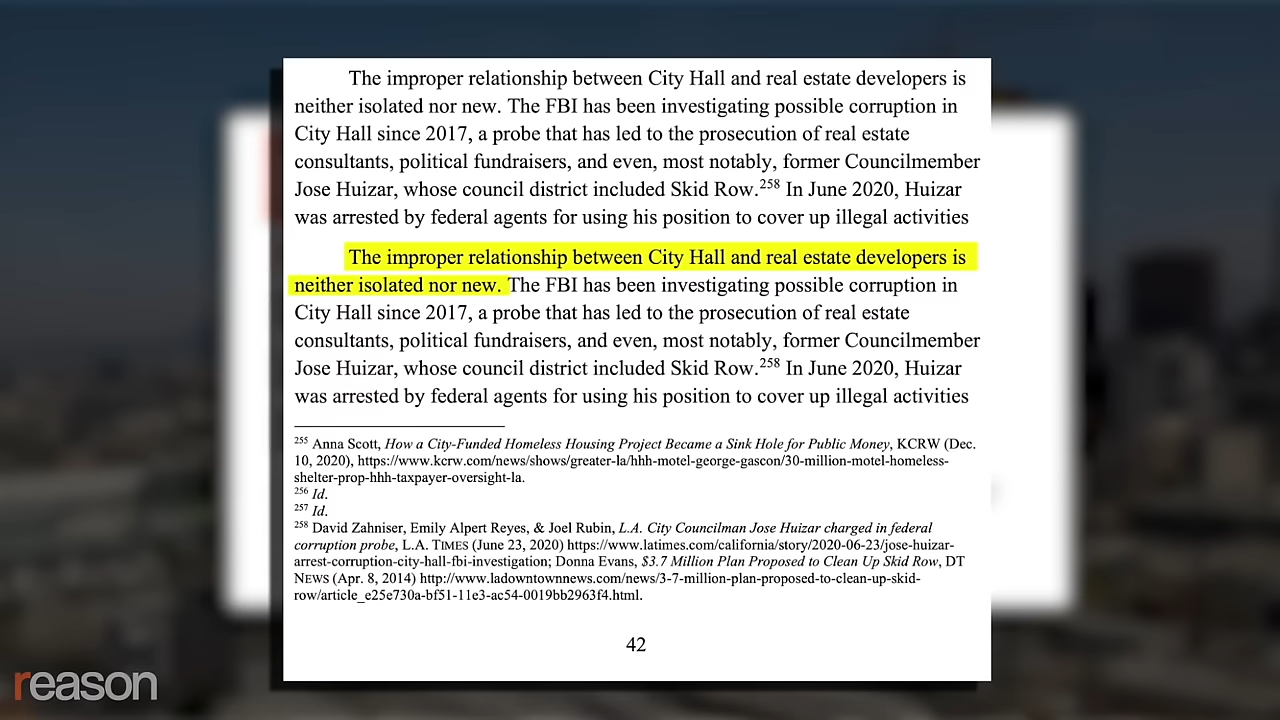 The improper relationship between City Hall and real estate developers is
neither isolated nor new. The FBI has been investigating possible corruption in
City Hall since 2017, a probe that has led to the prosecution of real estate
consultants, political fundraisers, and even, most notably, former Councilmember
Jose Huizar, whose council district included Skid Row.258 In June 2020, Huizar
was arrested by federal agents for using his position to cover up illegal activities
The improper relationship between City Hall and real estate developers is
neither isolated nor new. The FBI has been investigating possible corruption in
City Hall since 2017, a probe that has led to the prosecution of real estate
consultants, political fundraisers, and even, most notably, former Councilmember
Jose Huizar, whose council district included Skid Row.258 In June 2020, Huizar
was arrested by federal agents for using his position to cover up illegal activities
255 Anna Scott, How a City-Funded Homeless Housing Project Became a Sink Hole for Public Money, KCRW (Dec.
10, 2020), https://www.kcrw.com/news/shows/greater-la/hhh-motel-george-gascon/30-million-motel-homeless-
shelter-prop-hhh-taxpayer-oversight-la.
256 Id.
257 Id.
258 David Zahniser, Emily Alpert Reyes, & Joel Rubin, L.A. City Councilman Jose Huizar charged in federal
corruption probe, L.A. TIMES (June 23, 2020) https://www.latimes.com/california/story/2020-06-23/jose-huizar-
arrest-corruption-city-hall-fbi-investigation; Donna Evans, $3.7 Million Plan Proposed to Clean Up Skid Row, DT
NEWS (Apr. 8, 2014) http://www.ladowntownnews.com/news/3-7-million-plan-proposed-to-clean-up-skid-
row/article_e25e730a-bf51-11e3-ac54-0019bb2963f4.html.
42
reason